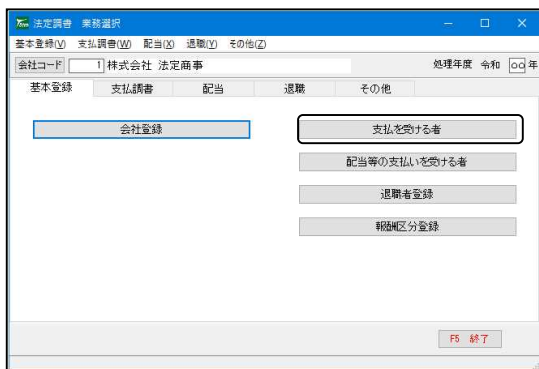 法定調書 業務選択
基本登録(V) 支払調書(W) 配当(X) 退職(Y) その他(Z)
会社コード 1 株式会社 法定商事 処理年度 令和 ○○ 年
基本登録 支払調書 配当 退職 その他
会社登録 支払を受ける者
配当等の支払いを受ける者
退職者登録
報酬区分登録
F5 終了